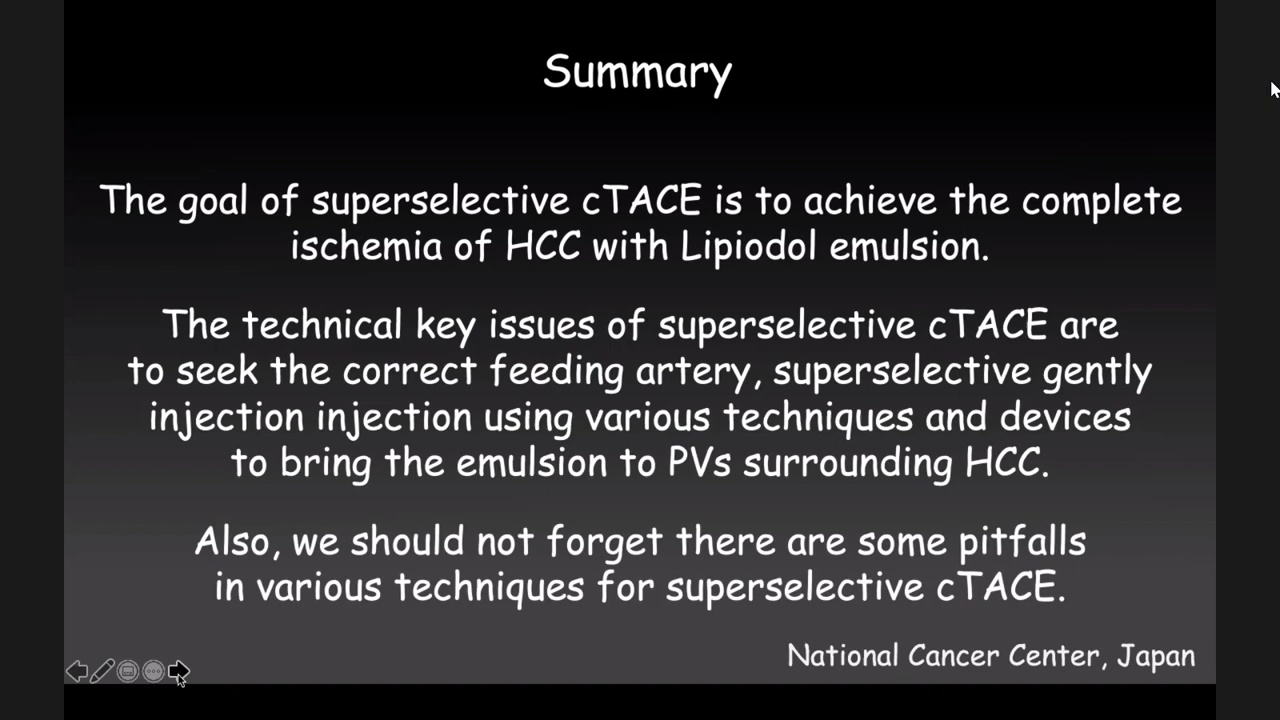 Summary
The goal of superselective cTACE is to achieve the complete
ischemia of HCC with Lipiodol emulsion.
The technical key issues of superselective cTACE are
to seek the correct feeding artery, superselective gently
injection injection using various techniques and devices
to bring the emulsion to PVs surrounding HCC.
Also, we should not forget there are some pitfalls
in various techniques for superselective cTACE.
National Cancer Center, Japan